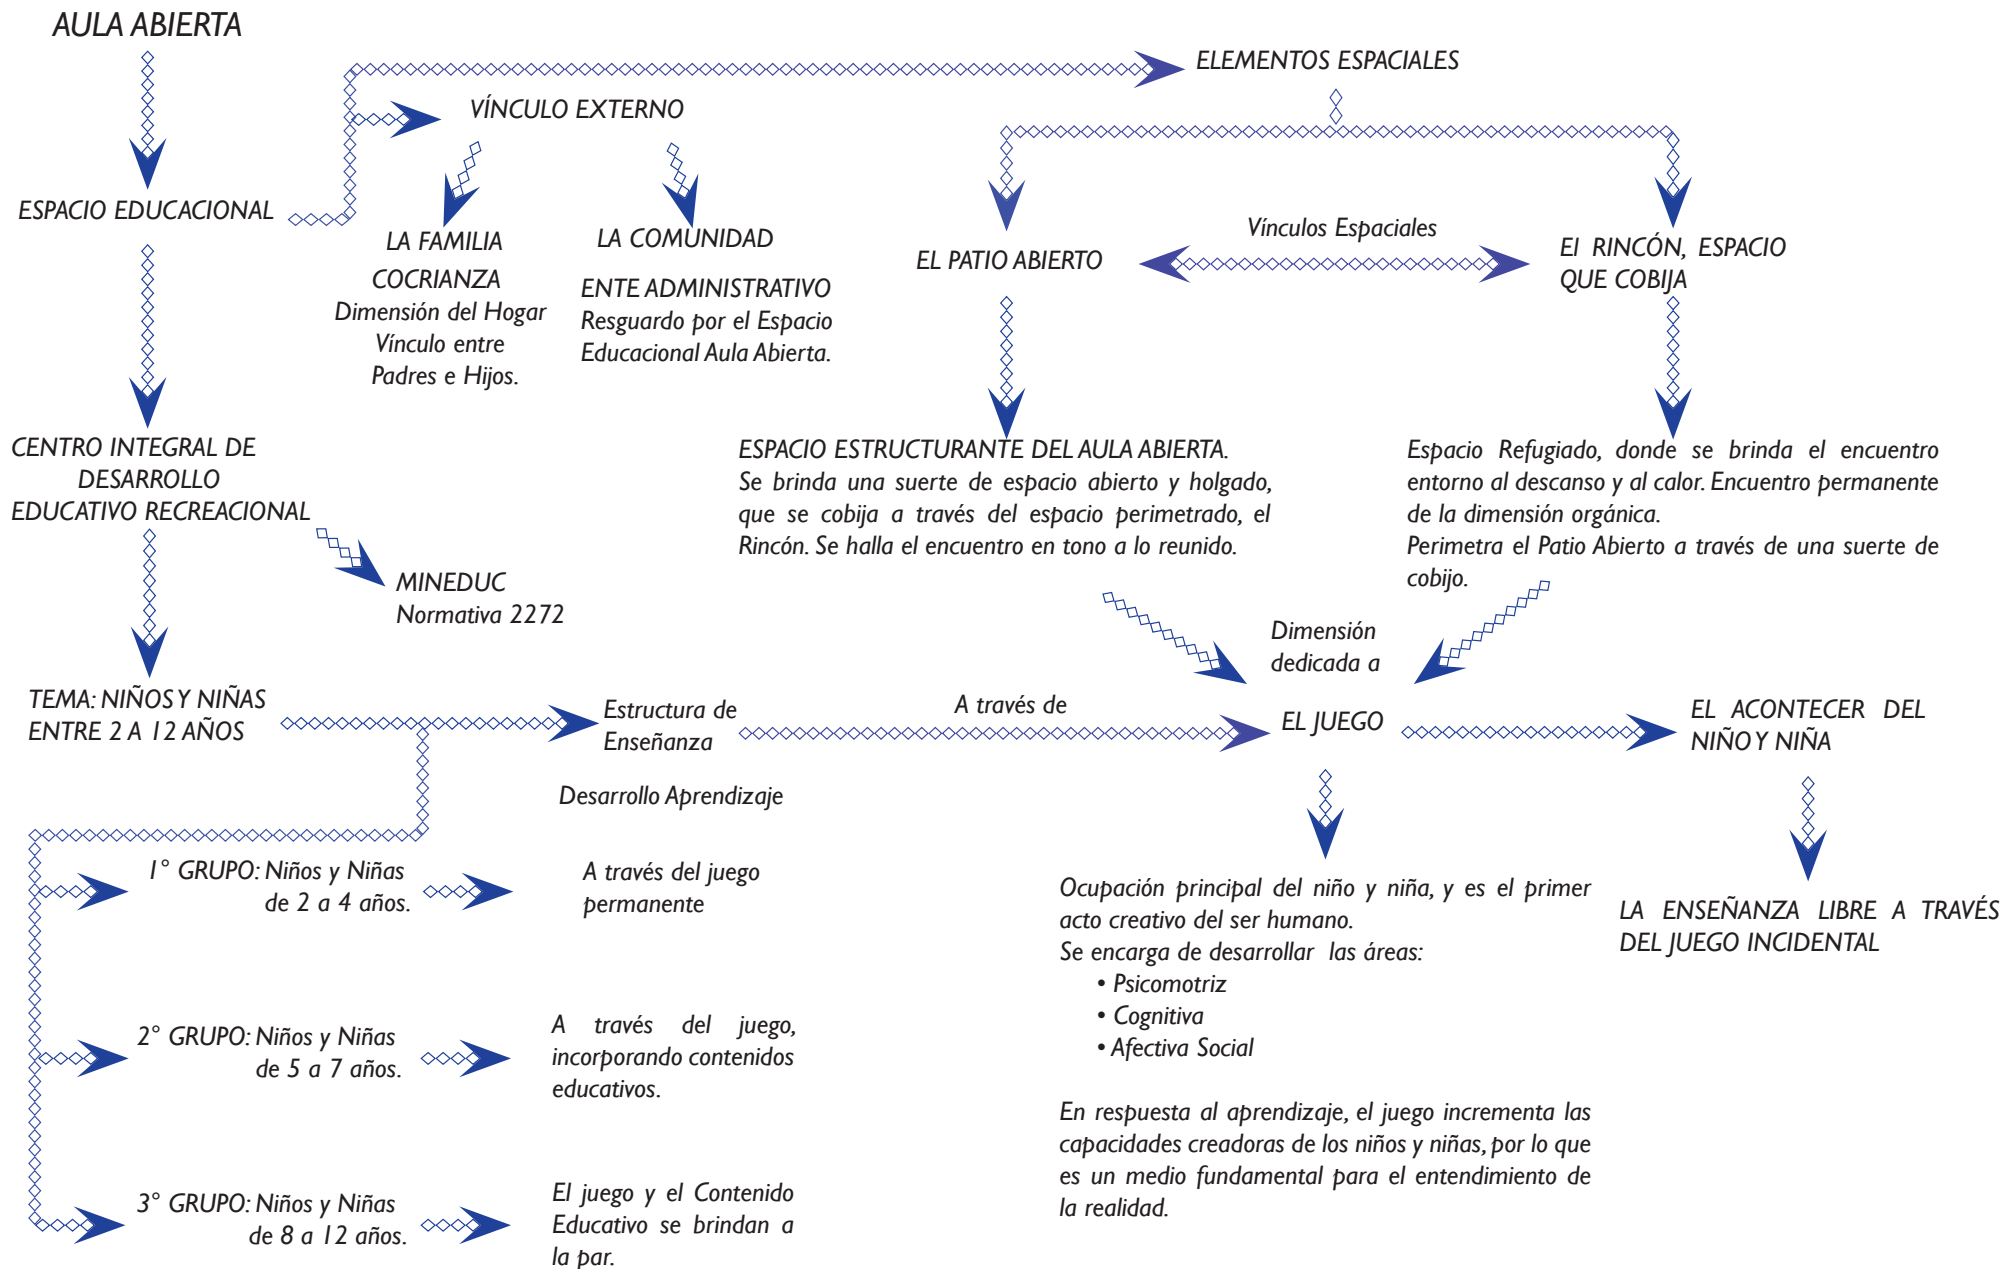 AULA ABIERTA
ELEMENTOS ESPACIALES
VÍNCULO EXTERNO
ESPACIO EDUCACIONAL
LA FAMILIA
COCRIANZA
Dimensión del Hogar
Vínculo entre
Padres e Hijos.
LA COMUNIDAD
ENTE ADMINISTRATIVO
Resguardo por el Espacio
Educacional Aula Abierta.
EL PATIO ABIERTO
Vínculos Espaciales
El RINCÓN, ESPACIO
QUE COBIJA
CENTRO INTEGRAL DE
DESARROLLO
EDUCATIVO RECREACIONAL
MINEDUC
Normativa 2272
ESPACIO ESTRUCTURANTE DEL AULA ABIERTA.
Se brinda una suerte de espacio abierto y holgado,
que se cobija a través del espacio perimetrado, el
Rincón. Se halla el encuentro en tono a lo reunido.
Espacio Refugiado, donde se brinda el encuentro
entorno al descanso y al calor. Encuentro permanente
de la dimensión orgánica.
Perimetra el Patio Abierto a través de una suerte de
cobijo.
Dimensión
dedicada a
TEMA: NIÑOS Y NIÑAS
ENTRE 2 A 12 AÑOS
Estructura de
Enseñanza
A través de
EL JUEGO
EL ACONTECER DEL
NIÑO Y NIÑA
Desarrollo Aprendizaje
1° GRUPO: Niños y Niñas
de 2 a 4 años.
A través del juego
permanente
2° GRUPO: Niños y Niñas
de 5 a 7 años.
A través del juego,
incorporando contenidos
educativos.
3° GRUPO: Niños y Niñas
de 8 a 12 años.
El juego y el Contenido
Educativo se brindan a
la par.
Ocupación principal del niño y niña, y es el primer
acto creativo del ser humano.
Se encarga de desarrollar las áreas:
• Psicomotriz
• Cognitiva
• Afectiva Social
En respuesta al aprendizaje, el juego incrementa las
capacidades creadoras de los niños y niñas, por lo que
es un medio fundamental para el entendimiento de
la realidad.
LA ENSEÑANZA LIBRE A TRAVÉS
DEL JUEGO INCIDENTAL